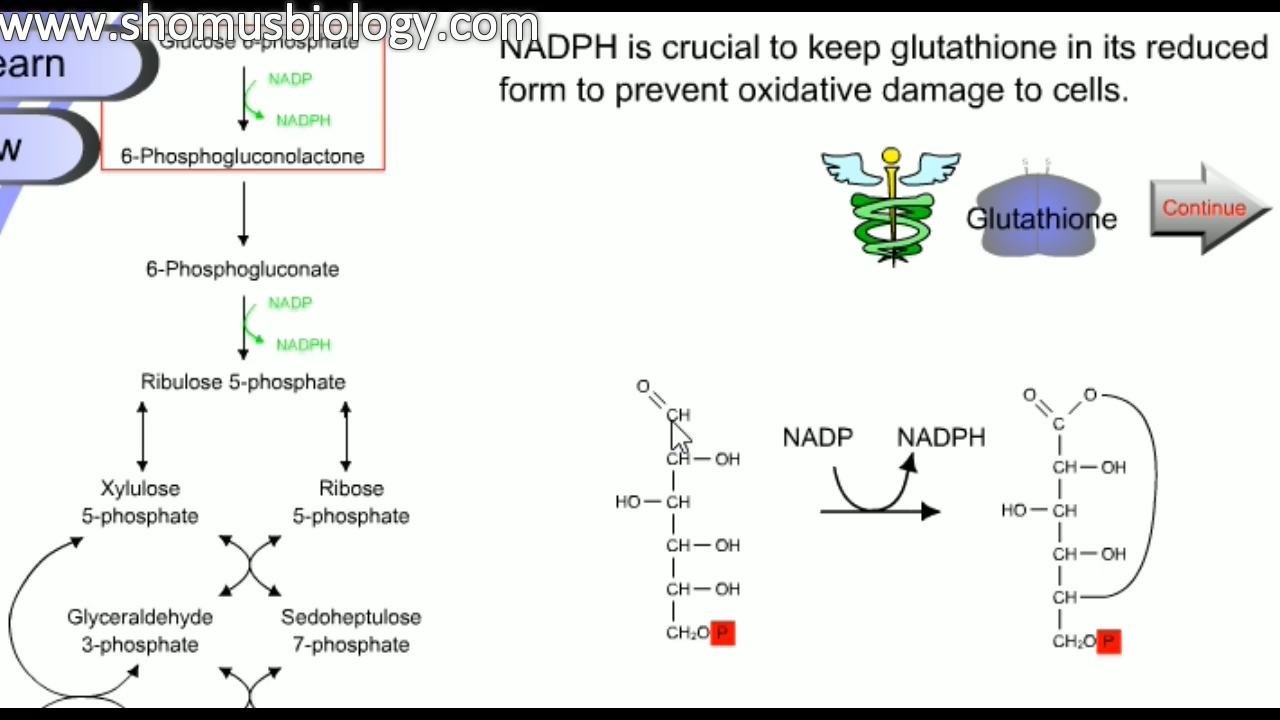 www.shomusbiology.com
earn
w
Glucose 6-phosphate
NADP
NADPH
6-Phosphogluconolactone
6-Phosphogluconate
NADP
NADPH
Ribulose 5-phosphate
Xylulose
5-phosphate
Ribose
5-phosphate
Glyceraldehyde
3-phosphate
Sedoheptulose
7-phosphate
NADPH is crucial to keep glutathione in its reduced
form to prevent oxidative damage to cells.
S S
Glutathione
Continue
O
CH
CH OH
HO CH
CH OH
CH OH
CH₂O P
NADP NADPH
O O
C
CH OH
HO CH
CH OH
CH
CH₂O P